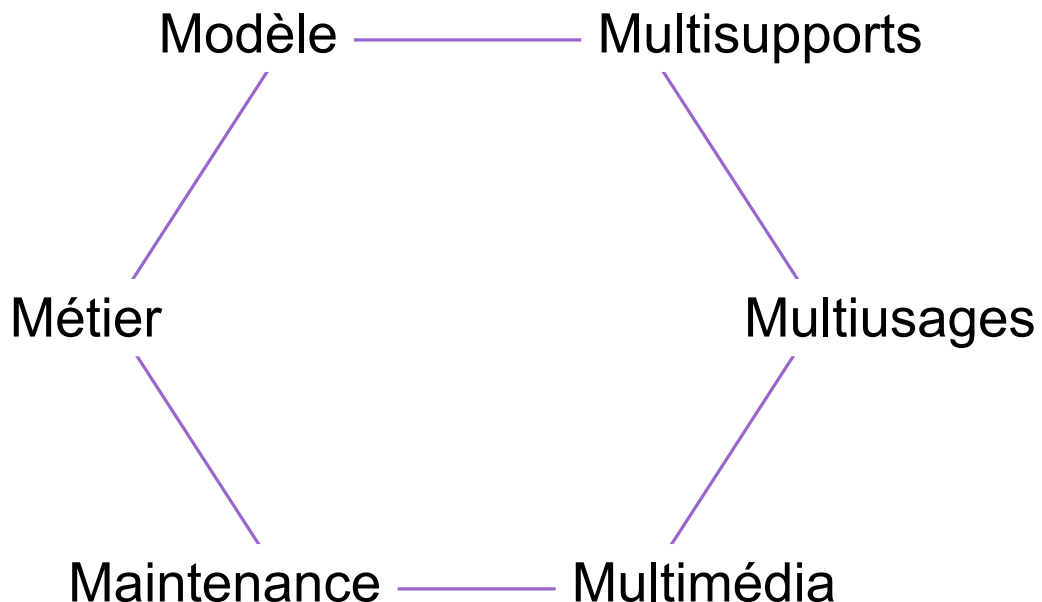 Modèle Multisupports
Métier Multiusages
Maintenance Multimédia